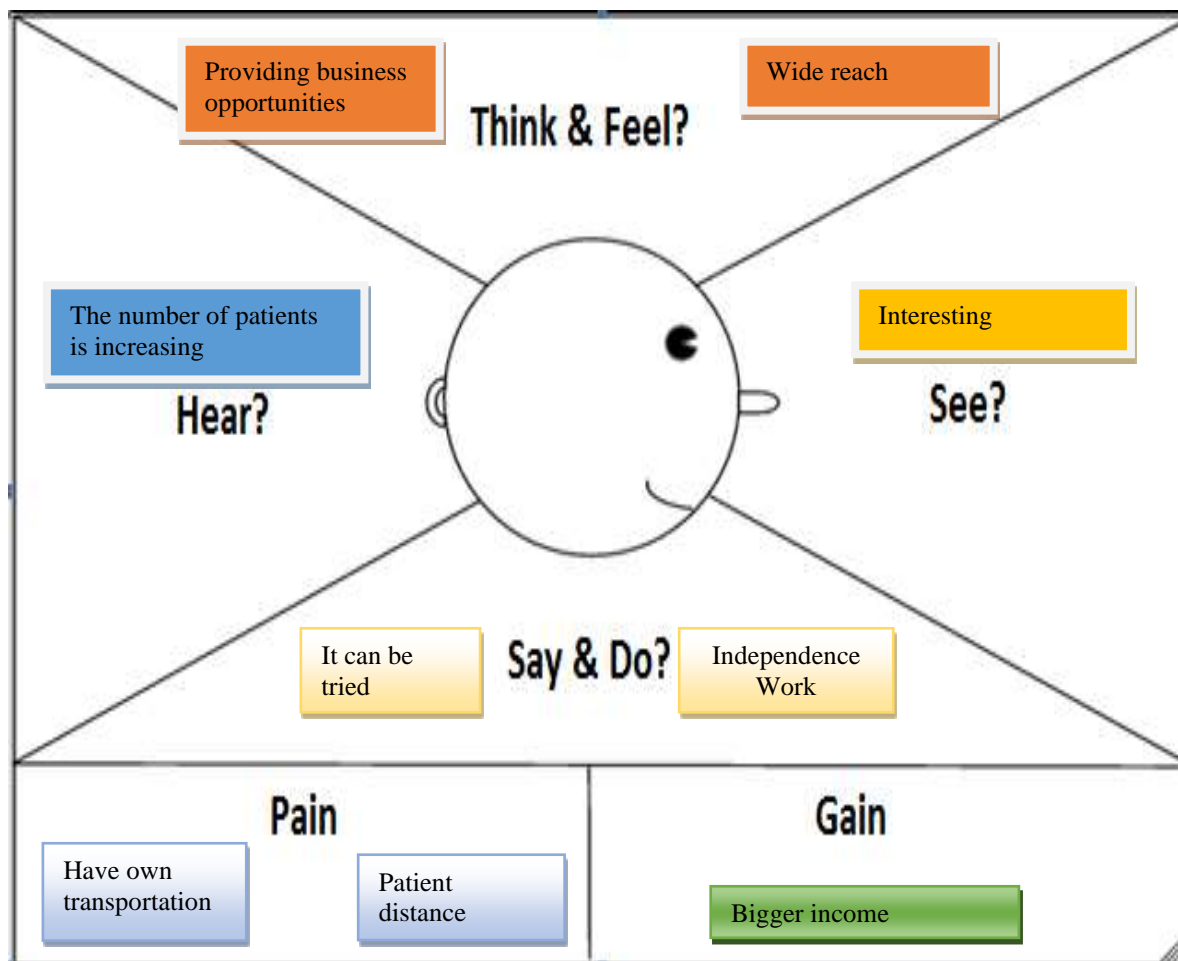 Providing business
opportunities
Wide reach
Think & Feel?
The number of patients
is increasing
Hear?
Interesting
See?
It can be
tried
Say & Do?
Independence
Work
Pain
Have own
transportation
Patient
distance
Gain
Bigger income